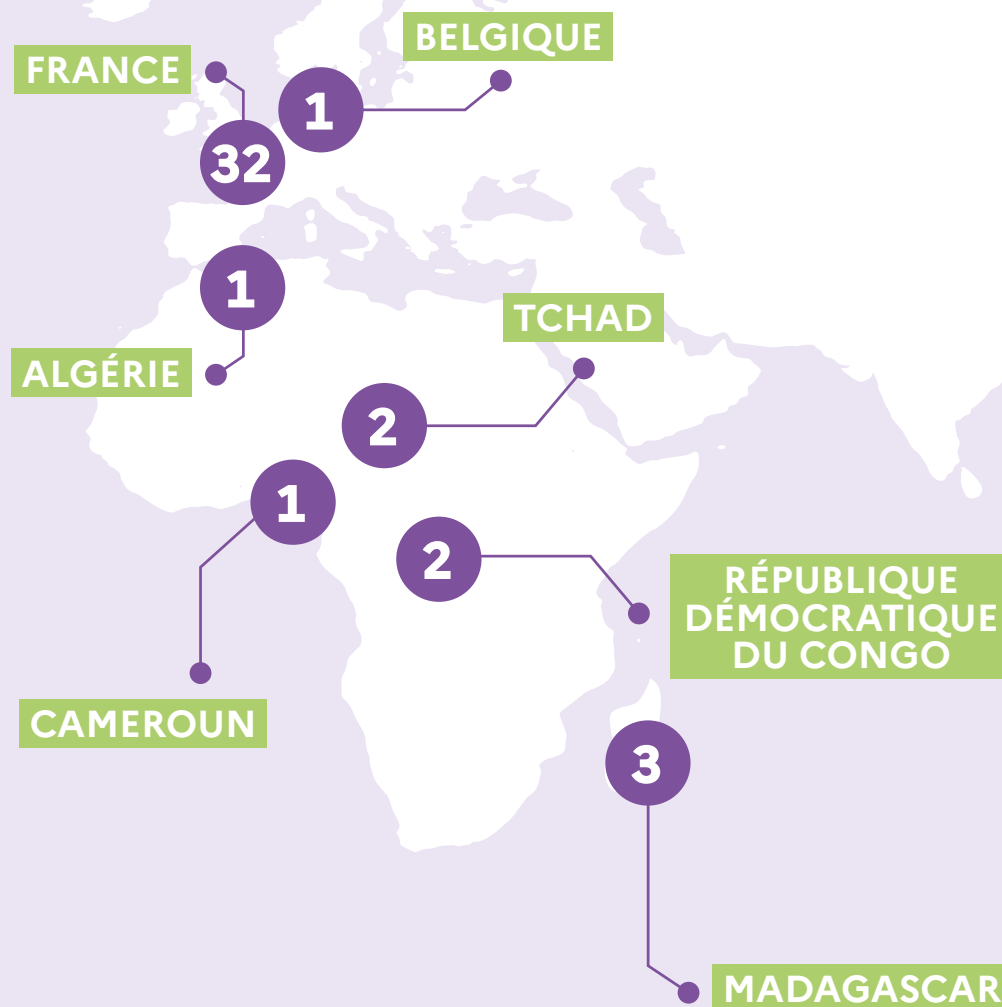 BELGIQUE
FRANCE
1
32
1
TCHAD
ALGÉRIE
2
1
2
RÉPUBLIQUE
DÉMOCRATIQUE
DU CONGO
CAMEROUN
3
MADAGASCAR